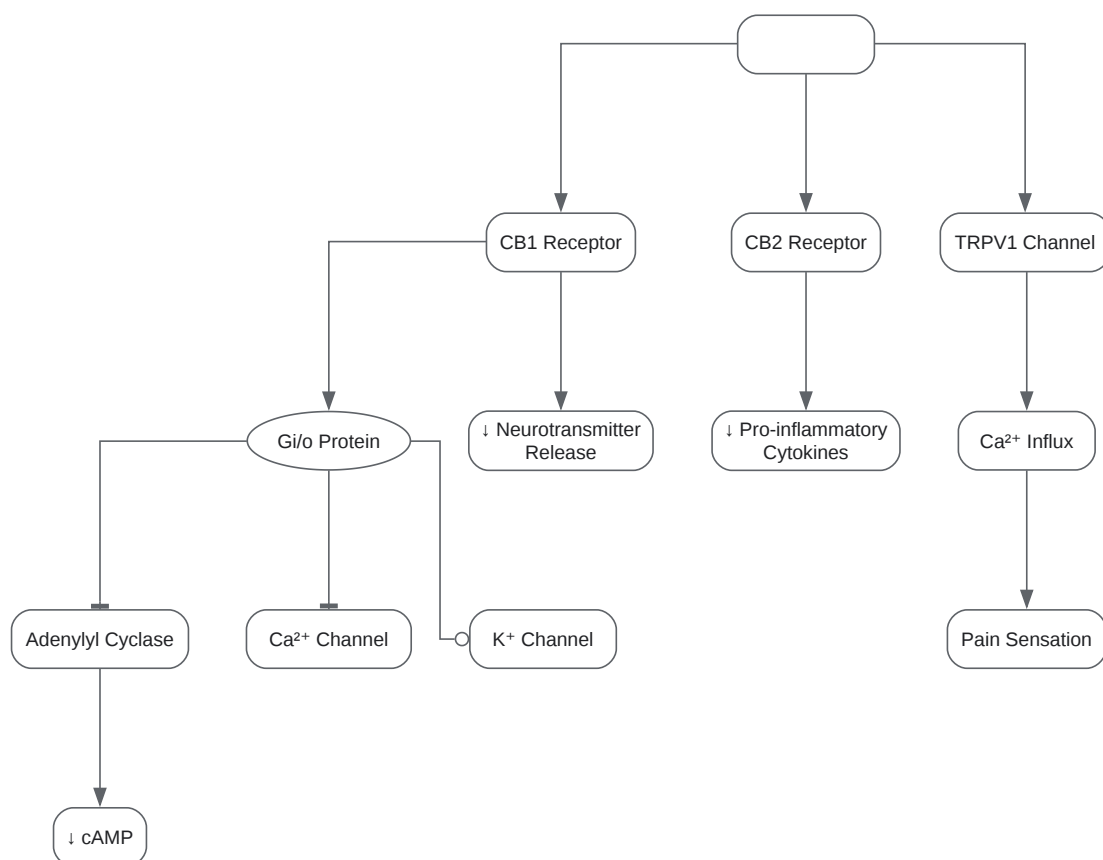 CB1 Receptor
CB2 Receptor
TRPV1 Channel
Gi/o Protein
↓ Neurotransmitter
Release
↓ Pro-inflammatory
Cytokines
Ca²⁺ Influx
Adenylyl Cyclase
Ca²⁺ Channel
K⁺ Channel
Pain Sensation
↓ cAMP